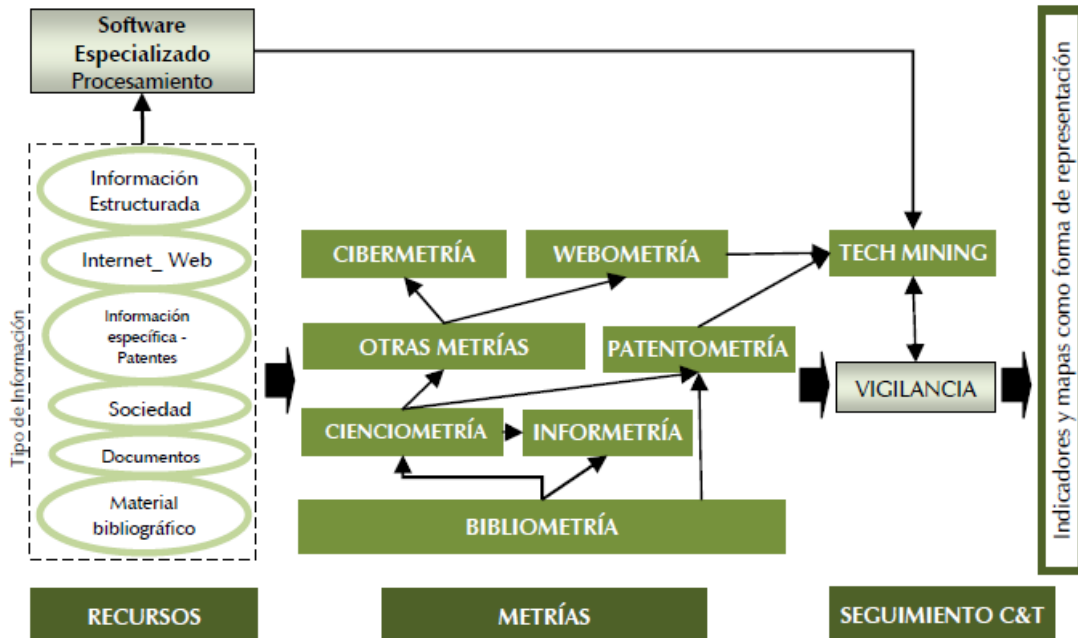 Software
Especializado
Procesamiento
Tipo de Información
Información
Estructurada
Internet_ Web
Información
específica -
Patentes
Sociedad
Documentos
Material
bibliográfico
CIBERMETRÍA
WEBOMETRÍA
TECH MINING
OTRAS METRÍAS
PATENTOMETRÍA
VIGILANCIA
CIENCIOMETRÍA
INFORMETRÍA
BIBLIOMETRÍA
Indicadores y mapas como forma de representación
RECURSOS
METRÍAS
SEGUIMIENTO C&T